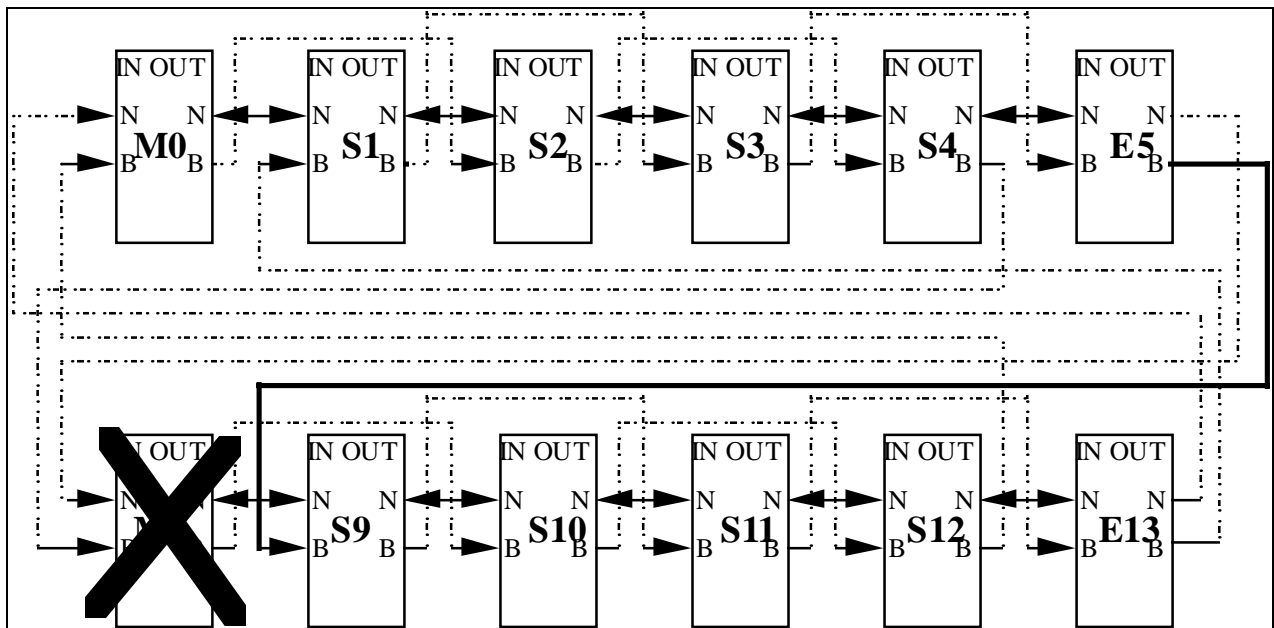 IN OUT IN OUT IN OUT IN OUT IN OUT IN OUT
N N N N N N N N N N N N
M0 S1 S2 S3 S4 E5
B B B B B B B B B B B B
OUT IN OUT IN OUT IN OUT IN OUT IN OUT
N N N N N N N N N N
S9 S10 S11 S12 E13
B B B B B B B B B B